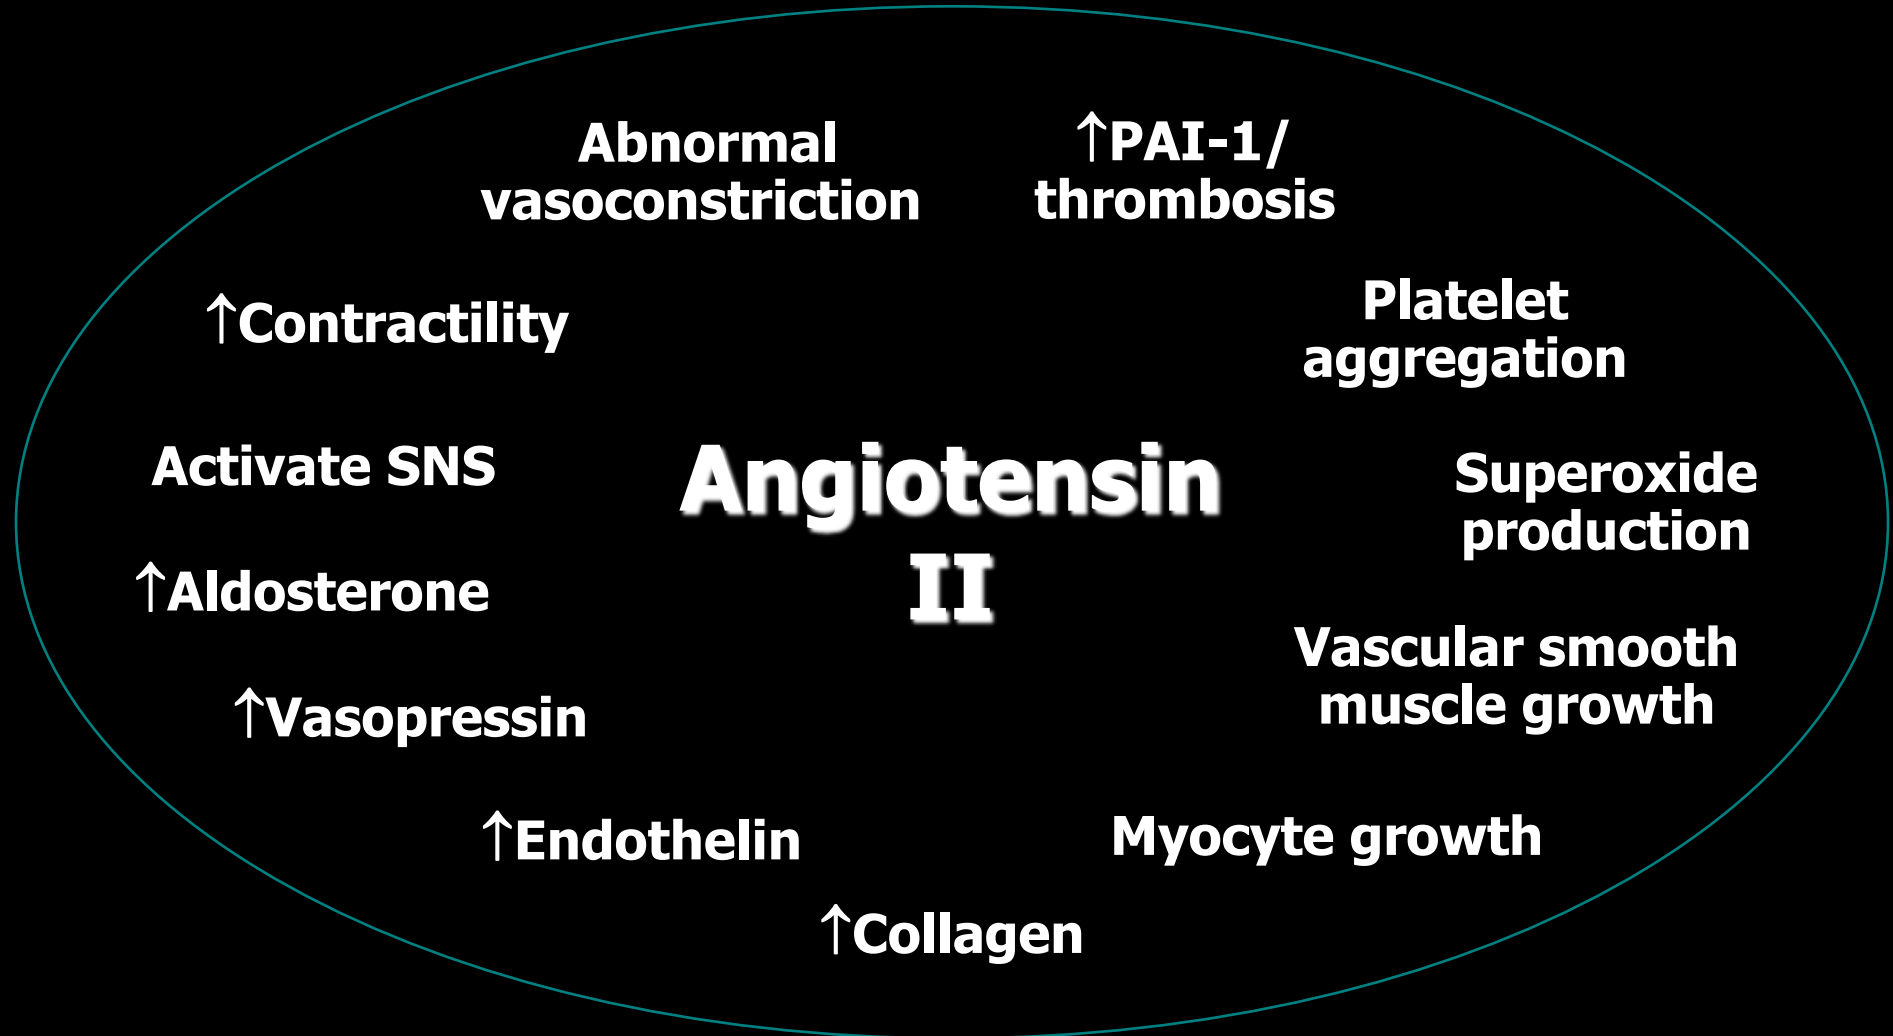 Abnormal
vasoconstriction
↑PAI-1/
thrombosis
↑Contractility
Platelet
aggregation
Activate SNS
Angiotensin
II
Superoxide
production
↑Aldosterone
Vascular smooth
muscle growth
↑Vasopressin
↑Endothelin
Myocyte growth
↑Collagen